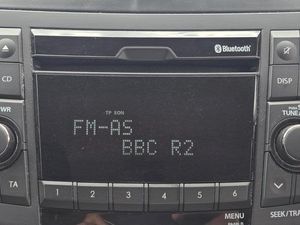 Bluetooth
CD
DISP
PWR
TUNE
TP EON
FM-AS
BBC R2
TA
1 2 3 4 5 6
MENU
SEEK/TRA